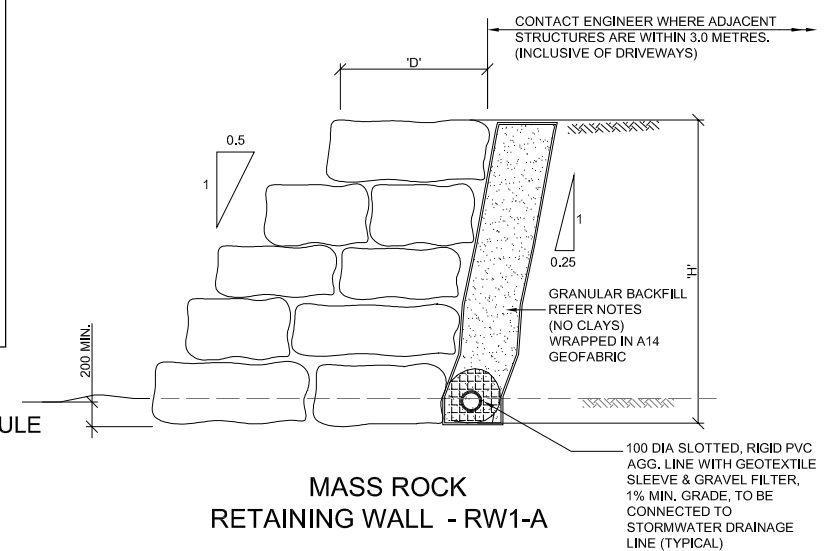 CONTACT ENGINEER WHERE ADJACENT
STRUCTURES ARE WITHIN 3.0 METRES.
(INCLUSIVE OF DRIVEWAYS)
'D'
0.5
1
1
0.25
'H'
GRANULAR BACKFILL
REFER NOTES
(NO CLAYS)
WRAPPED IN A14
GEOFABRIC
200 MIN.
ULE
100 DIA SLOTTED, RIGID PVC
AGG. LINE WITH GEOTEXTILE
SLEEVE & GRAVEL FILTER,
1% MIN. GRADE, TO BE
CONNECTED TO
STORMWATER DRAINAGE
LINE (TYPICAL)
MASS ROCK
RETAINING WALL - RW1-A